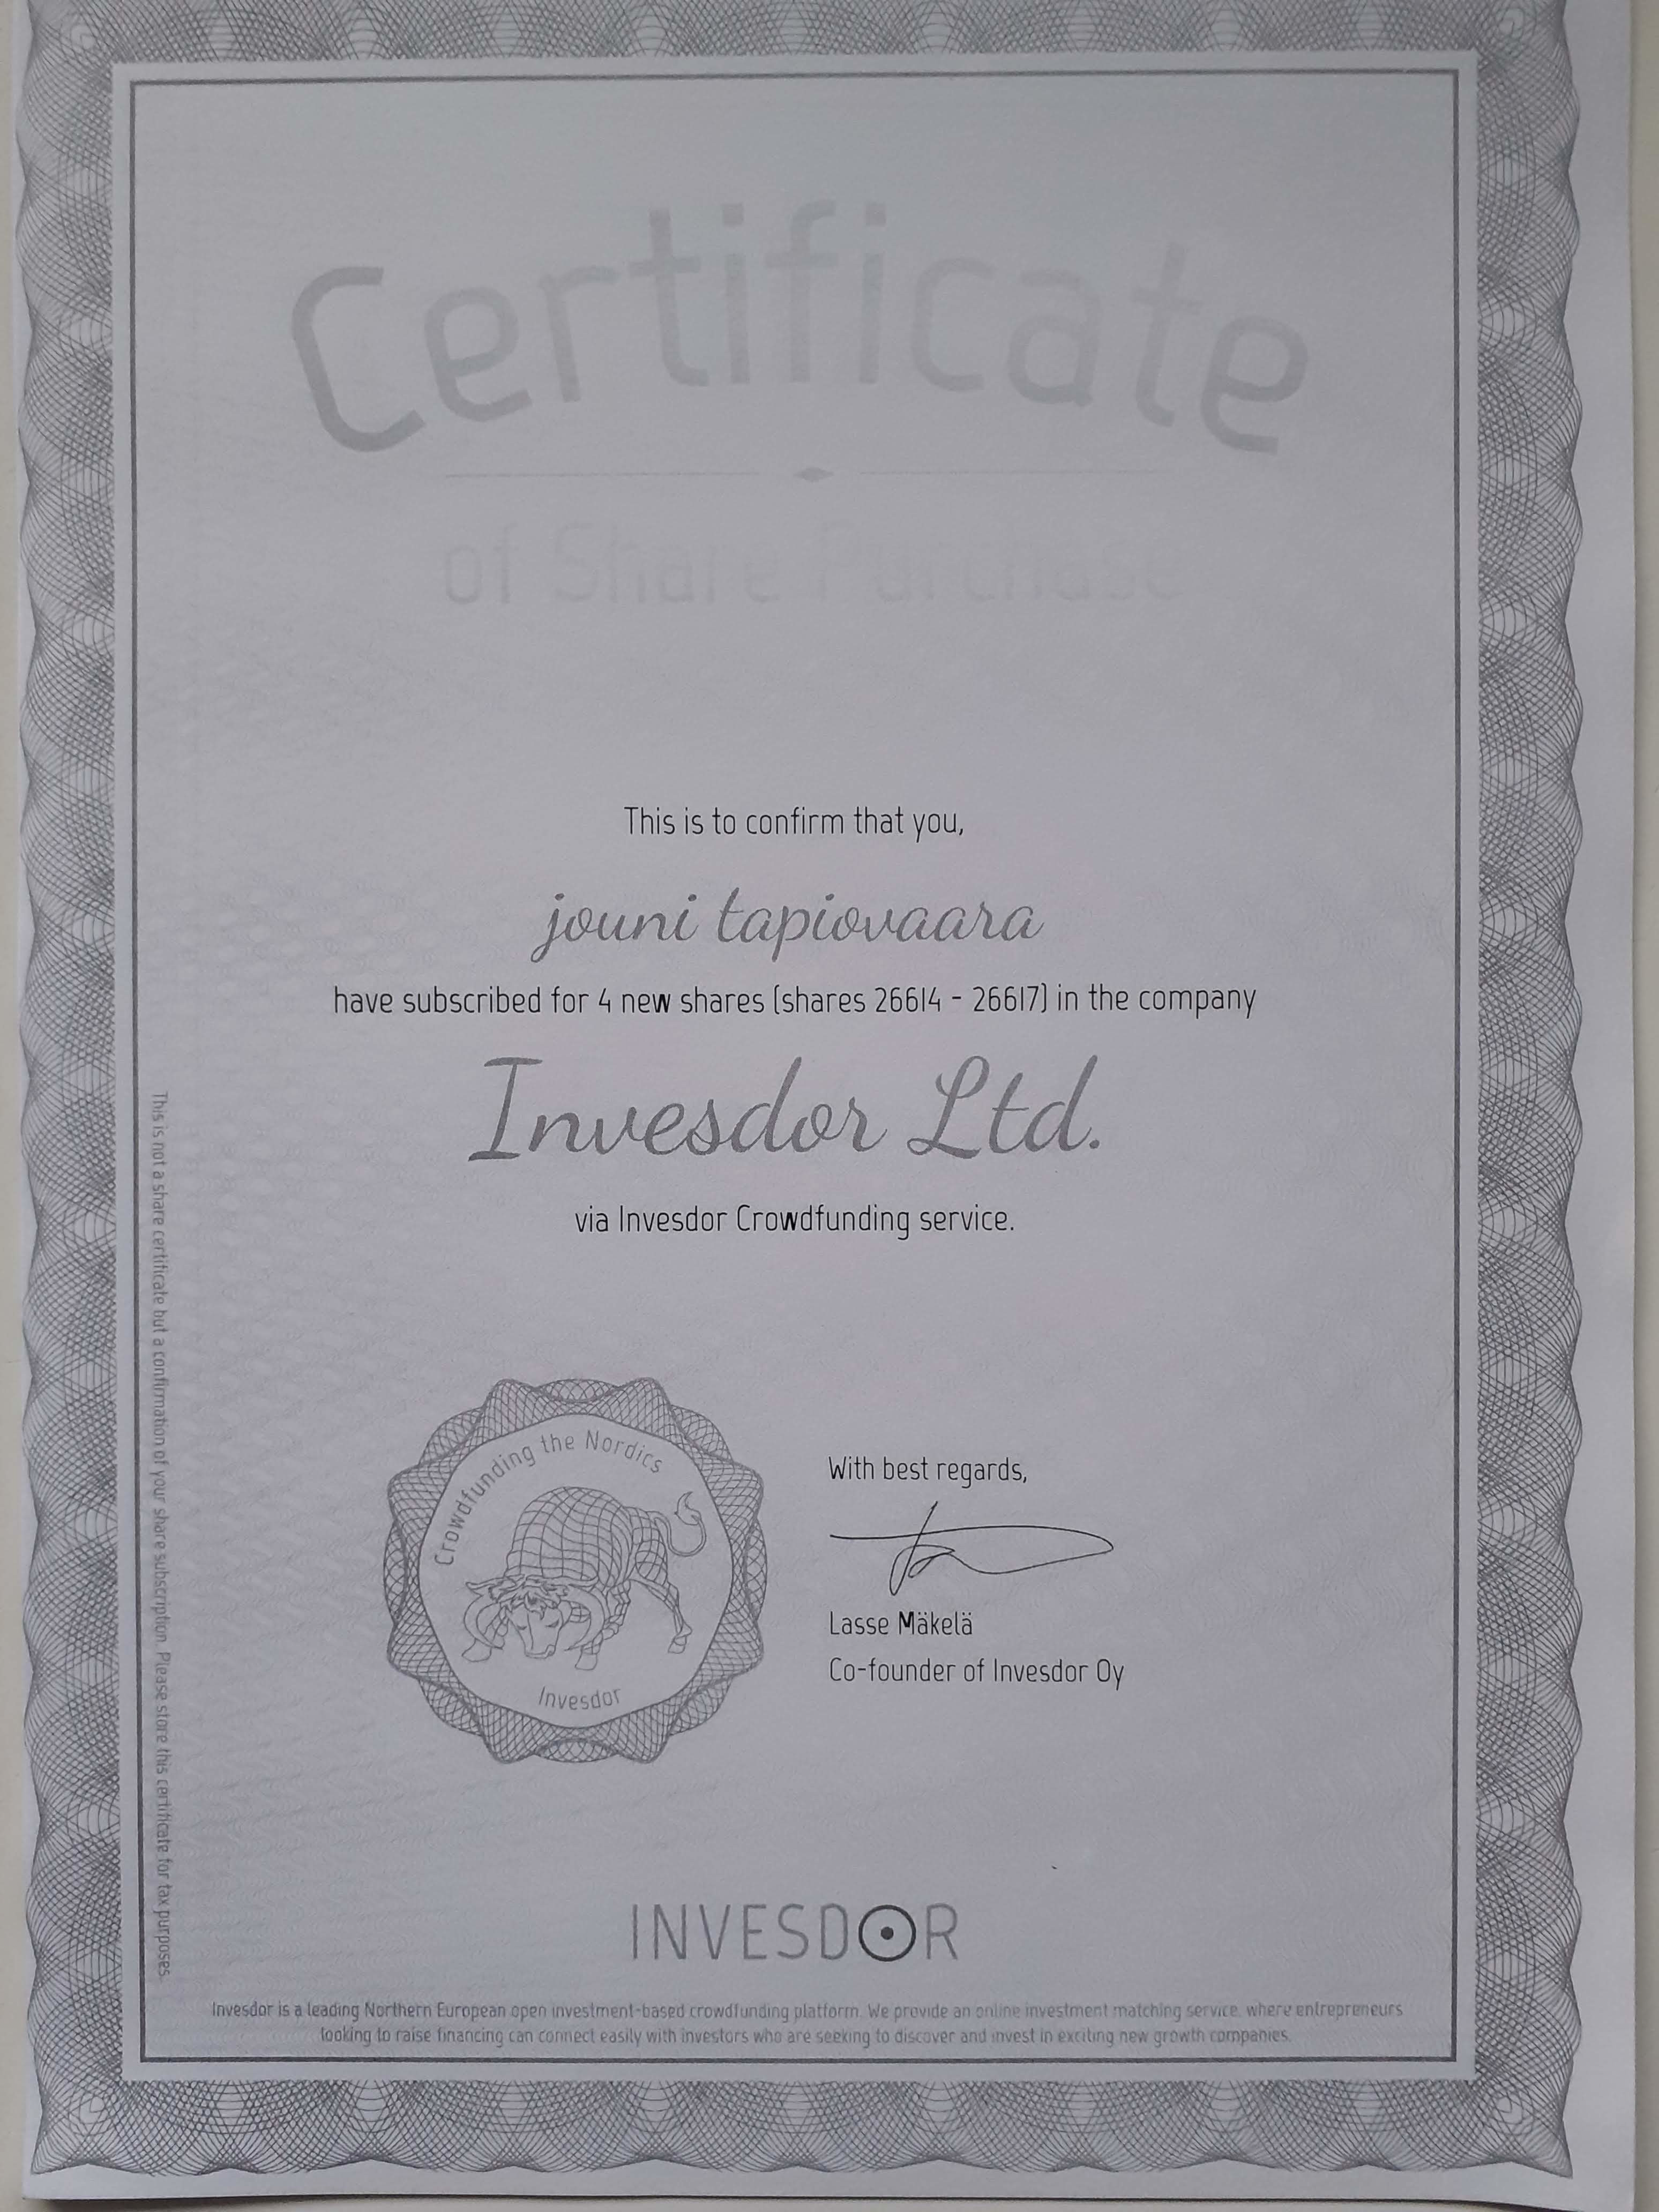 Certificate
of Share Purchase
This is to confirm that you,
jouni tapiovaara
have subscribed for 4 new shares (shares 26614 - 26617) in the company
Invesdor Ltd.
via Invesdor Crowdfunding service.
This is not a share certificate but a confirmation of your share subscription. Please store this certificate for tax purposes.
Crowdfunding the Nordics
Invesdor
With best regards,
Lasse Mäkelä
Co-founder of Invesdor Oy
INVESDOR
Invesdor is a leading Northern European open investment-based crowdfunding platform. We provide an online investment matching service, where entrepreneurs
looking to raise financing can connect easily with investors who are seeking to discover and invest in exciting new growth companies.